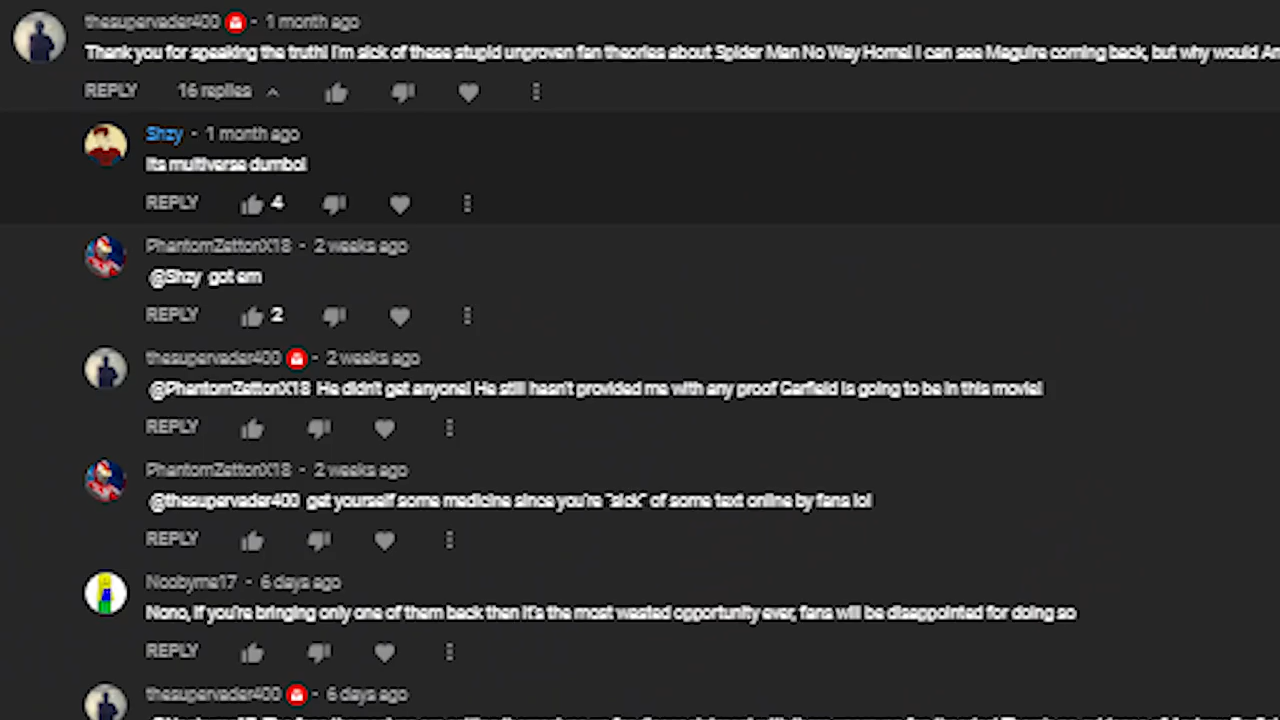 thesupervader400 · 1 month ago
Thank you for speaking the truth! I'm sick of these stupid unproven fan theories about Spider Man No Way Home! I can see Maguire coming back, but why would An
REPLY 16 replies
Shzy · 1 month ago
Its multiverse dumbo!
REPLY 4
PhantomZettonX18 · 2 weeks ago
@Shzy got em
REPLY 2
thesupervader400 · 2 weeks ago
@PhantomZettonX18 He didn't get anyone! He still hasn't provided me with any proof Garfield is going to be in this movie!
REPLY
PhantomZettonX18 · 2 weeks ago
@thesupervader400 get yourself some medicine since you're "sick" of some text online by fans lol
REPLY
Noobyme17 · 6 days ago
Nono, if you're bringing only one of them back then it's the most wasted opportunity ever, fans will be disappointed for doing so
REPLY
thesupervader400 · 6 days ago